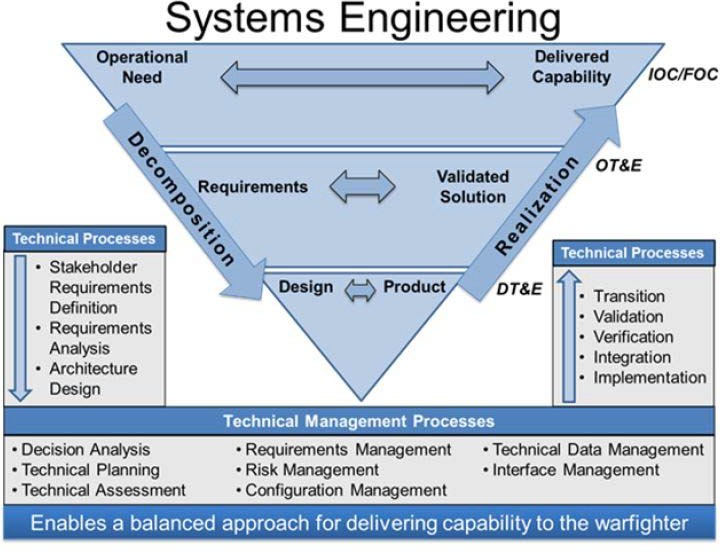 Systems Engineering
Operational
Need
Delivered
Capability
IOC/FOC
Decomposition
Realization
OT&E
Requirements
Validated
Solution
Design
Product
DT&E
Technical Processes
• Stakeholder
Requirements
Definition
• Requirements
Analysis
• Architecture
Design
Technical Processes
• Transition
• Validation
• Verification
• Integration
• Implementation
Technical Management Processes
• Decision Analysis
• Technical Planning
• Technical Assessment
• Requirements Management
• Risk Management
• Configuration Management
• Technical Data Management
• Interface Management
Enables a balanced approach for delivering capability to the warfighter